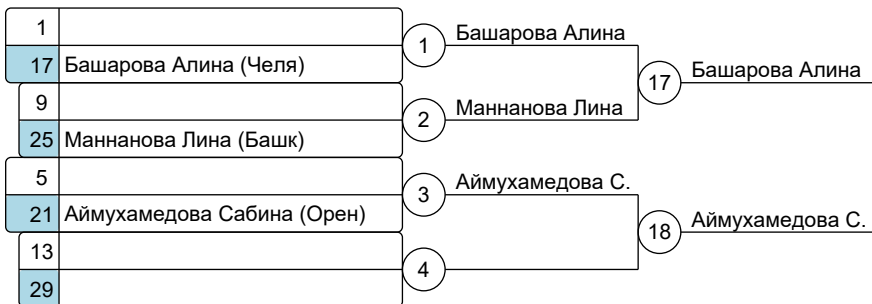 1
17 Башарова Алина (Челя)
1
Башарова Алина
9
25 Маннанова Лина (Башк)
2
Маннанова Лина
17
Башарова Алина
5
21 Аймухамедова Сабина (Орен)
3
Аймухамедова С.
13
29
4
18
Аймухамедова С.